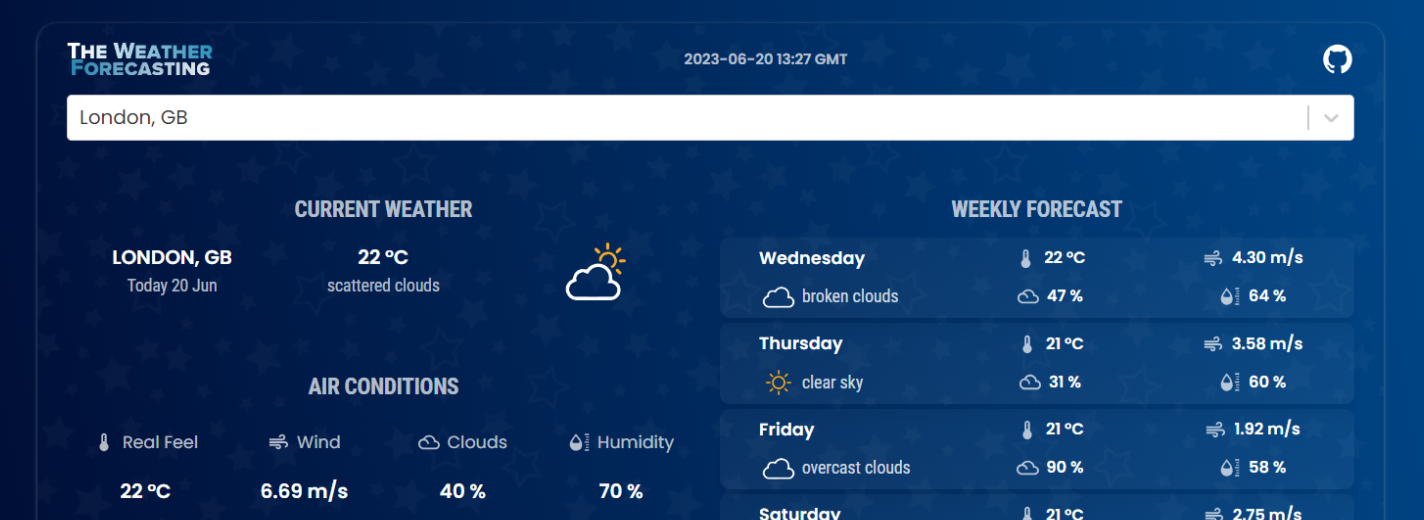 THE WEATHER
FORECASTING
2023-06-20 13:27 GMT
London, GB
CURRENT WEATHER
LONDON, GB
Today 20 Jun
22 °C
scattered clouds
AIR CONDITIONS
Real Feel
22 °C
Wind
6.69 m/s
Clouds
40 %
Humidity
70 %
WEEKLY FORECAST
Wednesday 22 °C 4.30 m/s
broken clouds 47 % 64 %
Thursday 21 °C 3.58 m/s
clear sky 31 % 60 %
Friday 21 °C 1.92 m/s
overcast clouds 90 % 58 %
Saturday 21 °C 2.75 m/s